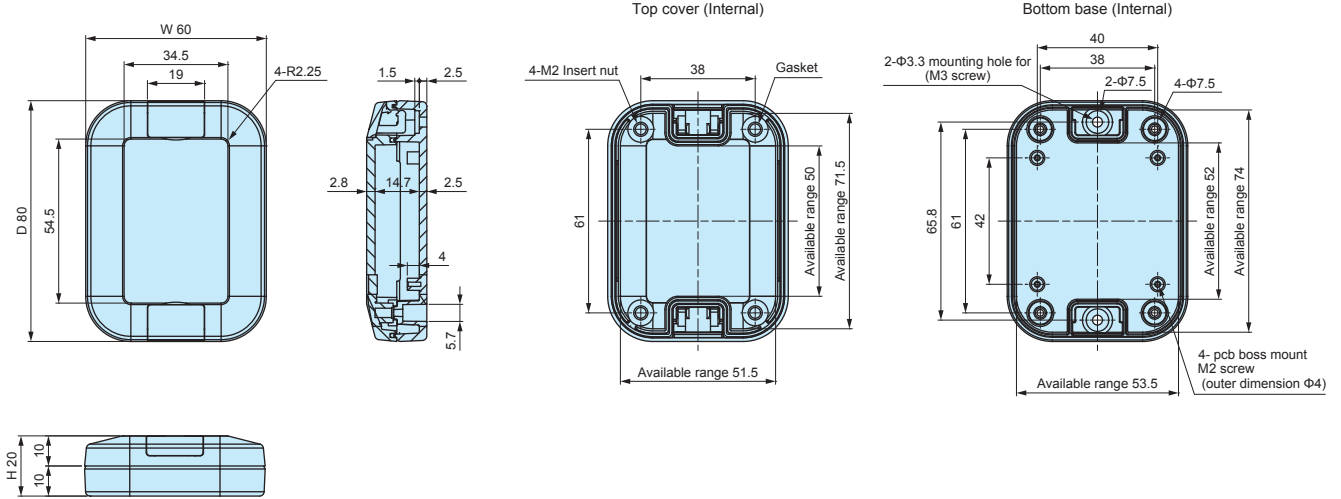 Top cover (Internal)
Bottom base (Internal)
W 60
34.5
19
4-R2.25
D 80
54.5
1.5
2.5
2.8
14.7
2.5
4
5.7
4-M2 Insert nut
38
Gasket
61
Available range 50
Available range 71.5
Available range 51.5
40
38
2-Φ3.3 mounting hole for
(M3 screw)
2-Φ7.5
4-Φ7.5
65.8
61
42
Available range 52
Available range 74
Available range 53.5
4- pcb boss mount
M2 screw
(outer dimension Φ4)
H 20
10
10